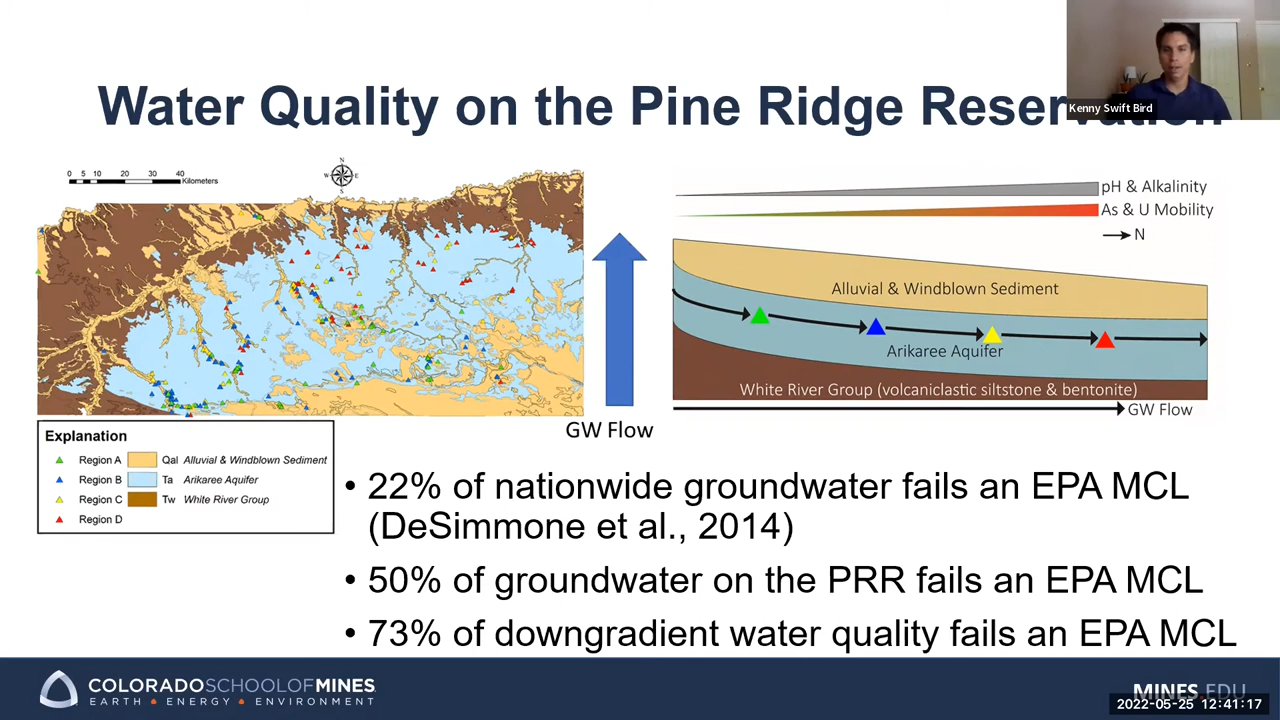 Water Quality on the Pine Ridge Reservation
Kenny Swift Bird
0 5 10 20 30 40
Kilometers
N
W E
S
pH & Alkalinity
As & U Mobility
N
Alluvial & Windblown Sediment
Arikaree Aquifer
White River Group (volcaniclastic siltstone & bentonite)
GW Flow
GW Flow
Explanation
Region A Qal Alluvial & Windblown Sediment
Region B Ta Arikaree Aquifer
Region C Tw White River Group
Region D
• 22% of nationwide groundwater fails an EPA MCL
(DeSimmone et al., 2014)
• 50% of groundwater on the PRR fails an EPA MCL
• 73% of downgradient water quality fails an EPA MCL
COLORADOSCHOOLOFMINES
EARTH • ENERGY • ENVIRONMENT
MINES.EDU
2022-05-25 12:41:17